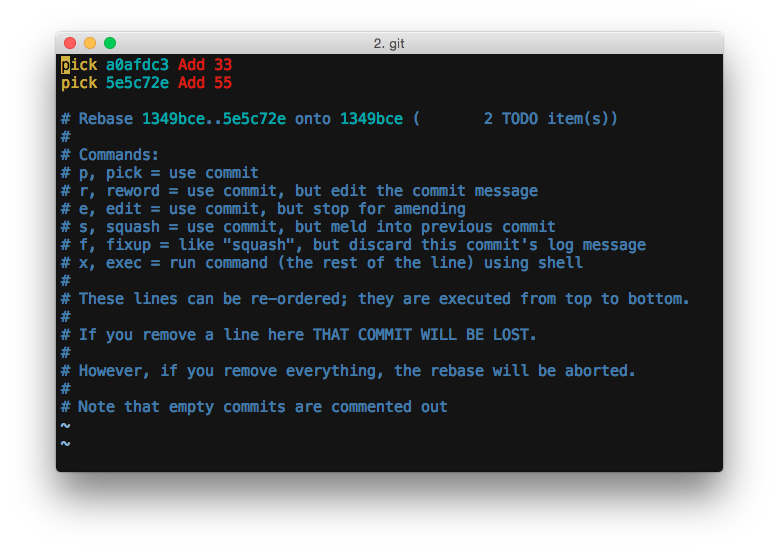 2. git
pick a0afdc3 Add 33
pick 5e5c72e Add 55
# Rebase 1349bce..5e5c72e onto 1349bce (       2 TODO item(s))
#
# Commands:
# p, pick = use commit
# r, reword = use commit, but edit the commit message
# e, edit = use commit, but stop for amending
# s, squash = use commit, but meld into previous commit
# f, fixup = like "squash", but discard this commit's log message
# x, exec = run command (the rest of the line) using shell
#
# These lines can be re-ordered; they are executed from top to bottom.
#
# If you remove a line here THAT COMMIT WILL BE LOST.
#
# However, if you remove everything, the rebase will be aborted.
#
# Note that empty commits are commented out
~
~